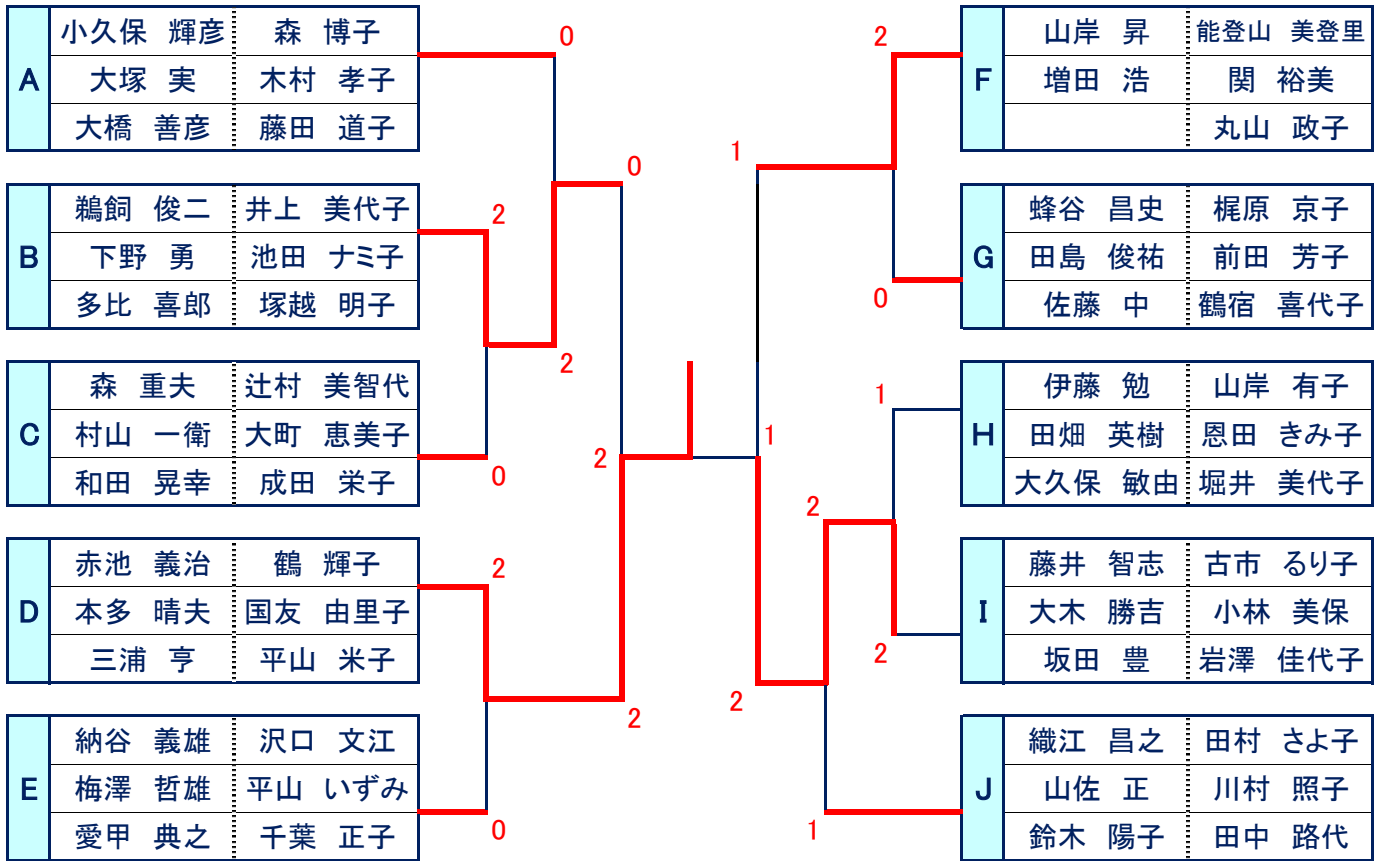 A
小久保 輝彦 森 博子
大塚 実 木村 孝子
大橋 善彦 藤田 道子
0
B
鵜飼 俊二 井上 美代子
下野 勇 池田 ナミ子
多比 喜郎 塚越 明子
2
0
2
C
森 重夫 辻村 美智代
村山 一衛 大町 恵美子
和田 晃幸 成田 栄子
0
2
D
赤池 義治 鶴 輝子
本多 晴夫 国友 由里子
三浦 亨 平山 米子
2
2
E
納谷 義雄 沢口 文江
梅澤 哲雄 平山 いずみ
愛甲 典之 千葉 正子
0
2
F
山岸 昇 能登山 美登里
増田 浩 関 裕美
丸山 政子
1
G
蜂谷 昌史 梶原 京子
田島 俊祐 前田 芳子
佐藤 中 鶴宿 喜代子
0
1
H
伊藤 勉 山岸 有子
田畑 英樹 恩田 きみ子
大久保 敏由 堀井 美代子
1
2
I
藤井 智志 古市 るり子
大木 勝吉 小林 美保
坂田 豊 岩澤 佳代子
2
2
J
織江 昌之 田村 さよ子
山佐 正 川村 照子
鈴木 陽子 田中 路代
1